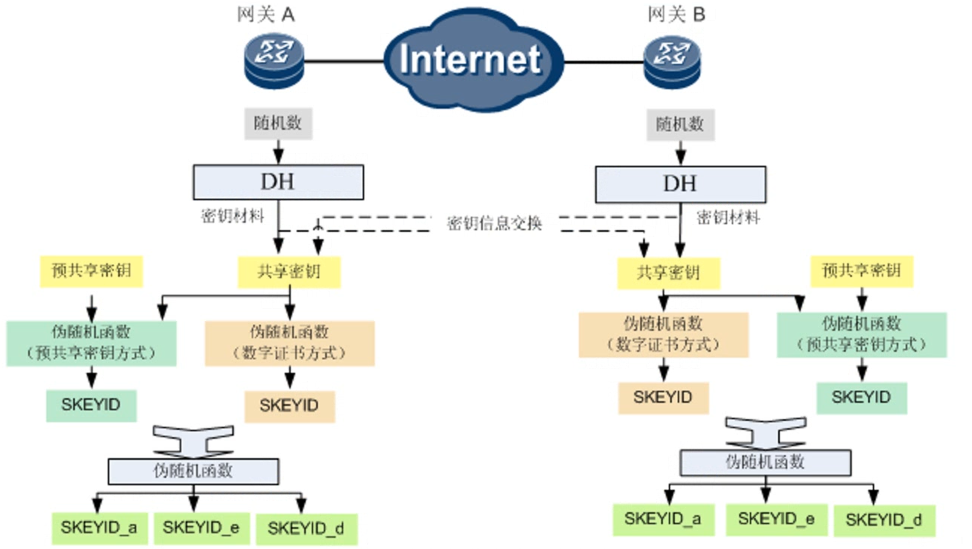 网关 A
网关 B
Internet
随机数
随机数
DH
DH
密钥材料
密钥信息交换
密钥材料
预共享密钥
共享密钥
共享密钥
预共享密钥
伪随机函数
（预共享密钥方式）
伪随机函数
（数字证书方式）
伪随机函数
（数字证书方式）
伪随机函数
（预共享密钥方式）
SKEYID
SKEYID
SKEYID
SKEYID
伪随机函数
伪随机函数
SKEYID_a
SKEYID_e
SKEYID_d
SKEYID_a
SKEYID_e
SKEYID_d